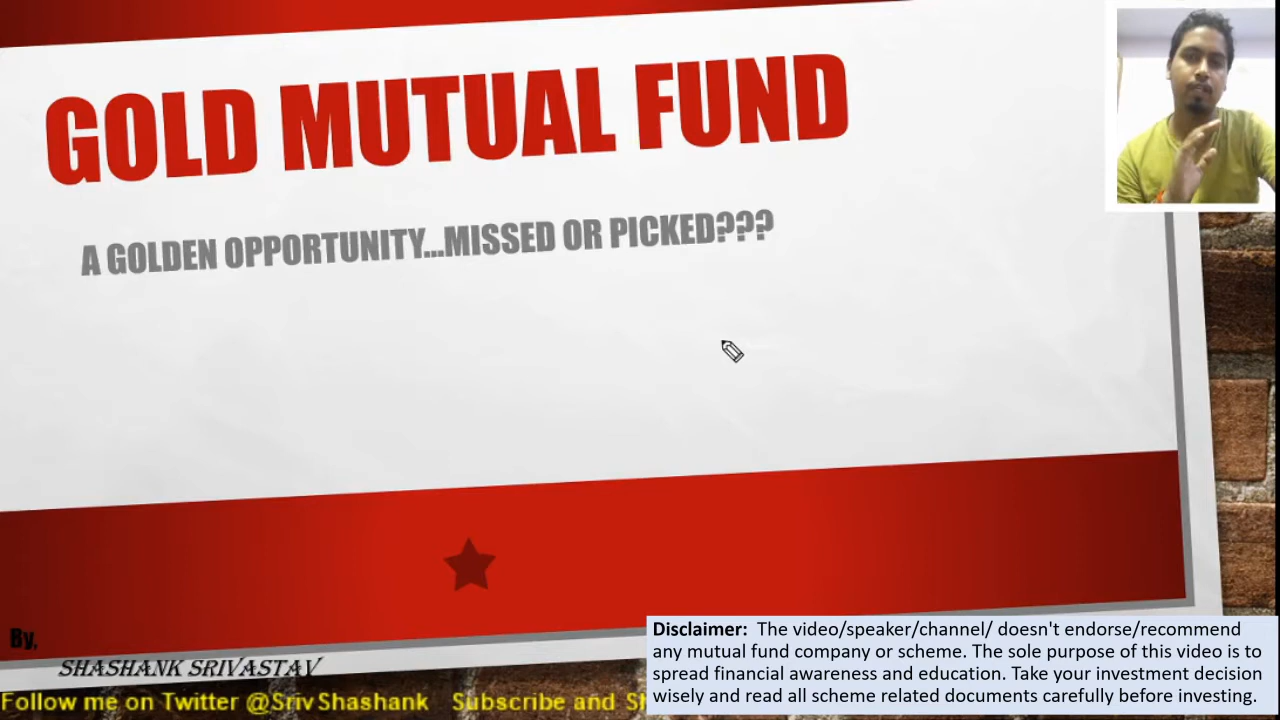 GOLD MUTUAL FUND
A GOLDEN OPPORTUNITY...MISSED OR PICKED???
By,
SHASHANK SRIVASTAV
Follow me on Twitter @SrivShashank Subscribe and
Disclaimer: The video/speaker/channel/ doesn't endorse/recommend
any mutual fund company or scheme. The sole purpose of this video is to
spread financial awareness and education. Take your investment decision
wisely and read all scheme related documents carefully before investing.